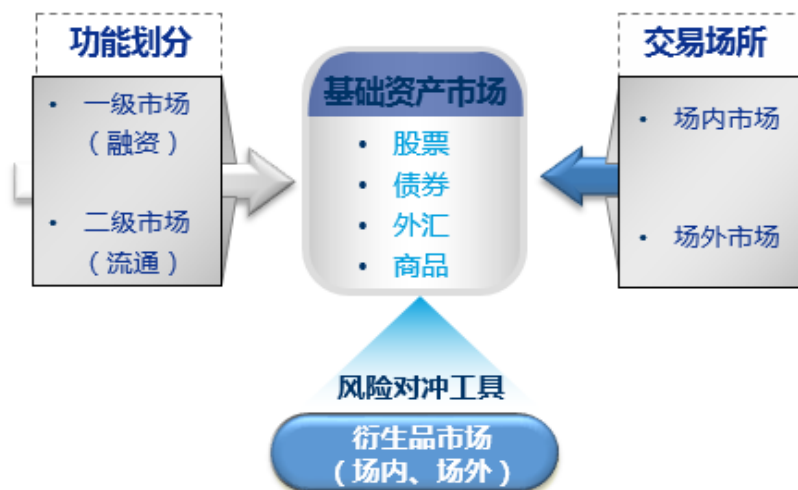 功能划分
• 一级市场
（融资）
• 二级市场
（流通）
基础资产市场
• 股票
• 债券
• 外汇
• 商品
交易场所
• 场内市场
• 场外市场
风险对冲工具
衍生品市场
（场内、场外）